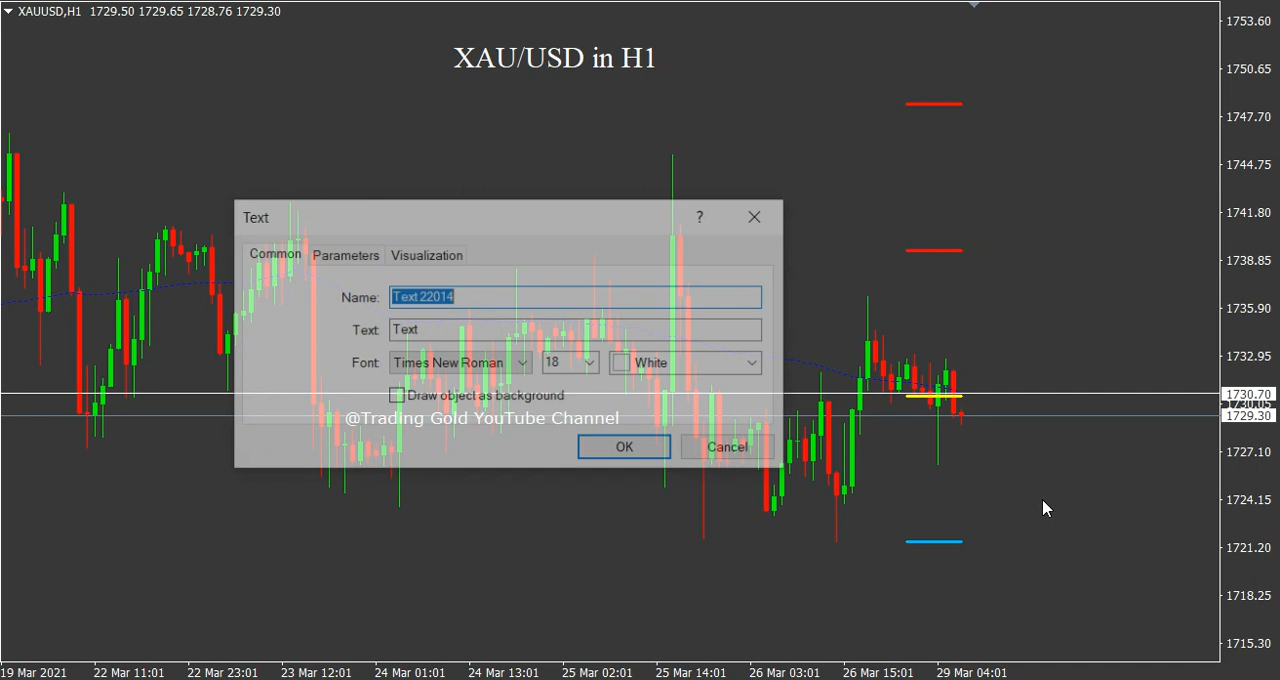 XAUUSD,H1 1729.50 1729.65 1728.76 1729.30
XAU/USD in H1
1753.60
1750.65
1747.70
1744.75
1741.80
1738.85
1735.90
1732.95
1730.70
1730.05
1729.30
1727.10
1724.15
1721.20
1718.25
1715.30
Text ? ×
Common Parameters Visualization
Name: Text 22014
Text: Text
Font: Times New Roman 18 White
Draw object as background
@Trading Gold YouTube Channel
OK Cancel
19 Mar 2021 22 Mar 11:01 22 Mar 23:01 23 Mar 12:01 24 Mar 01:01 24 Mar 13:01 25 Mar 02:01 25 Mar 14:01 26 Mar 03:01 26 Mar 15:01 29 Mar 04:01